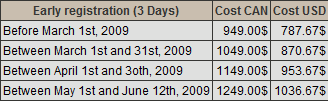 Early registration (3 Days) Cost CAN Cost USD
Before March 1st, 2009 949.00$ 787.67$
Between March 1st and 31st, 2009 1049.00$ 870.67$
Between April 1st and 3oth, 2009 1149.00$ 953.67$
Between May 1st and June 12th, 2009 1249.00$ 1036.67$